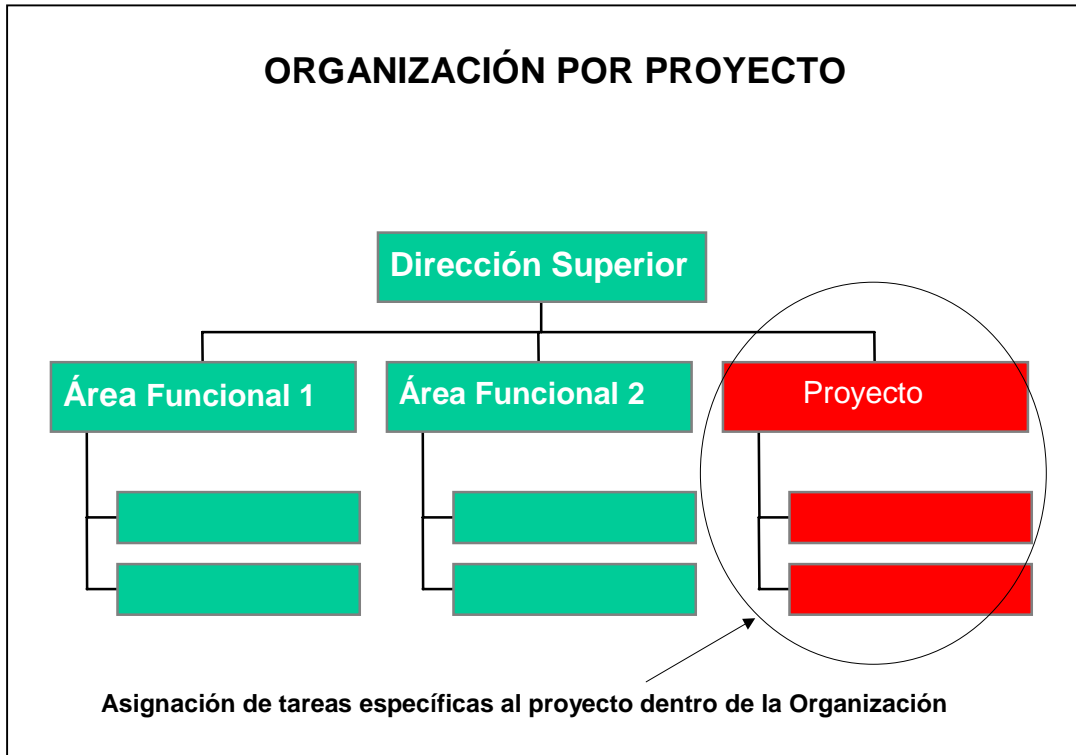 ORGANIZACIÓN POR PROYECTO
Dirección Superior
Área Funcional 1
Área Funcional 2
Proyecto
Asignación de tareas específicas al proyecto dentro de la Organización